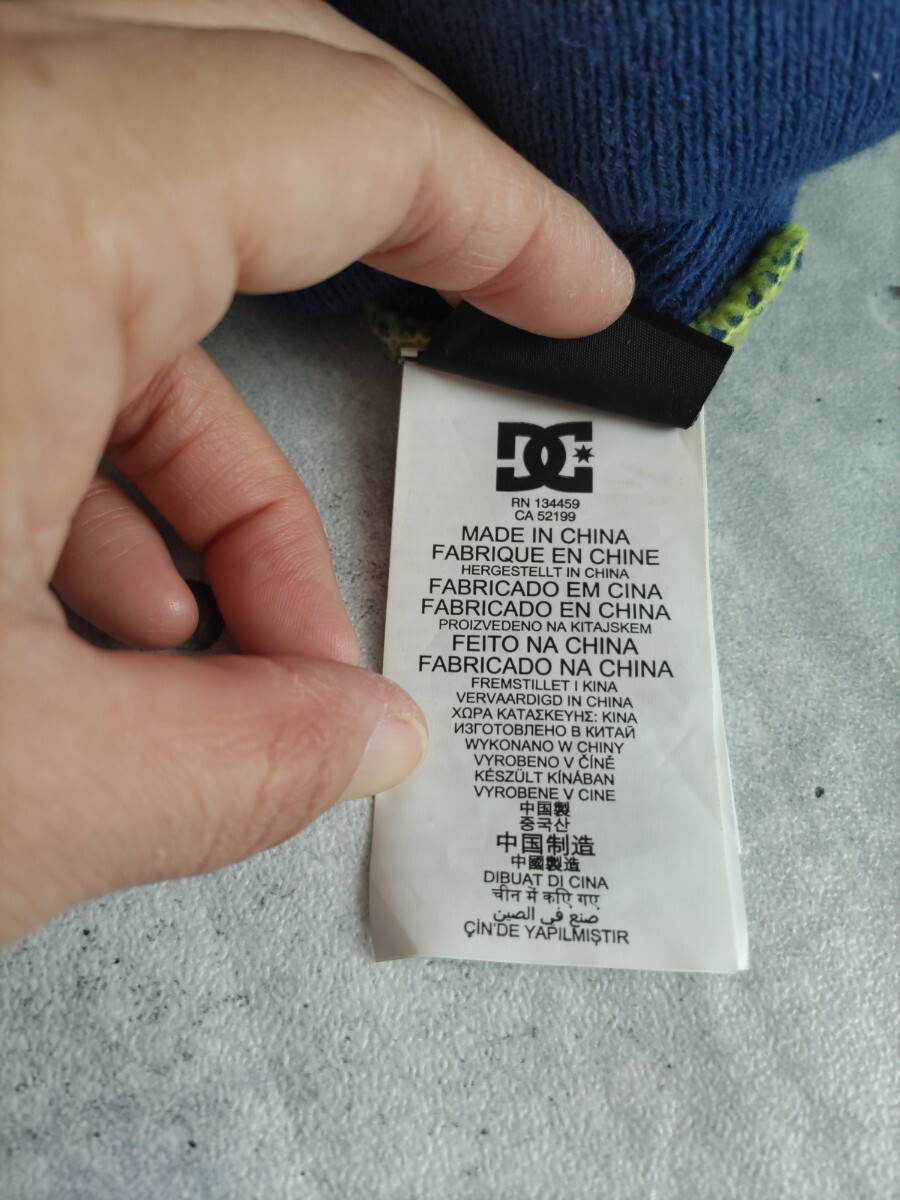 DC
RN 134459
CA 52199
MADE IN CHINA
FABRIQUE EN CHINE
HERGESTELLT IN CHINA
FABRICADO EM CINA
FABRICADO EN CHINA
PROIZVEDENO NA KITAJSKEM
FEITO NA CHINA
FABRICADO NA CHINA
FREMSTILLET I KINA
VERVAARDIGD IN CHINA
ΧΩΡΑ ΚΑΤΑΣΚΕΥΗΣ: ΚΙΝΑ
ИЗГОТОВЛЕНО В КИТАЙ
WYKONANO W CHINY
VYROBENO V ČÍNĚ
KÉSZÜLT KÍNÁBAN
VYROBENE V CINE
中国製
중국산
中国制造
中國製造
DIBUAT DI CINA
चीन में कएि गए
صنع في الصين
ÇİN'DE YAPILMIŞTIR